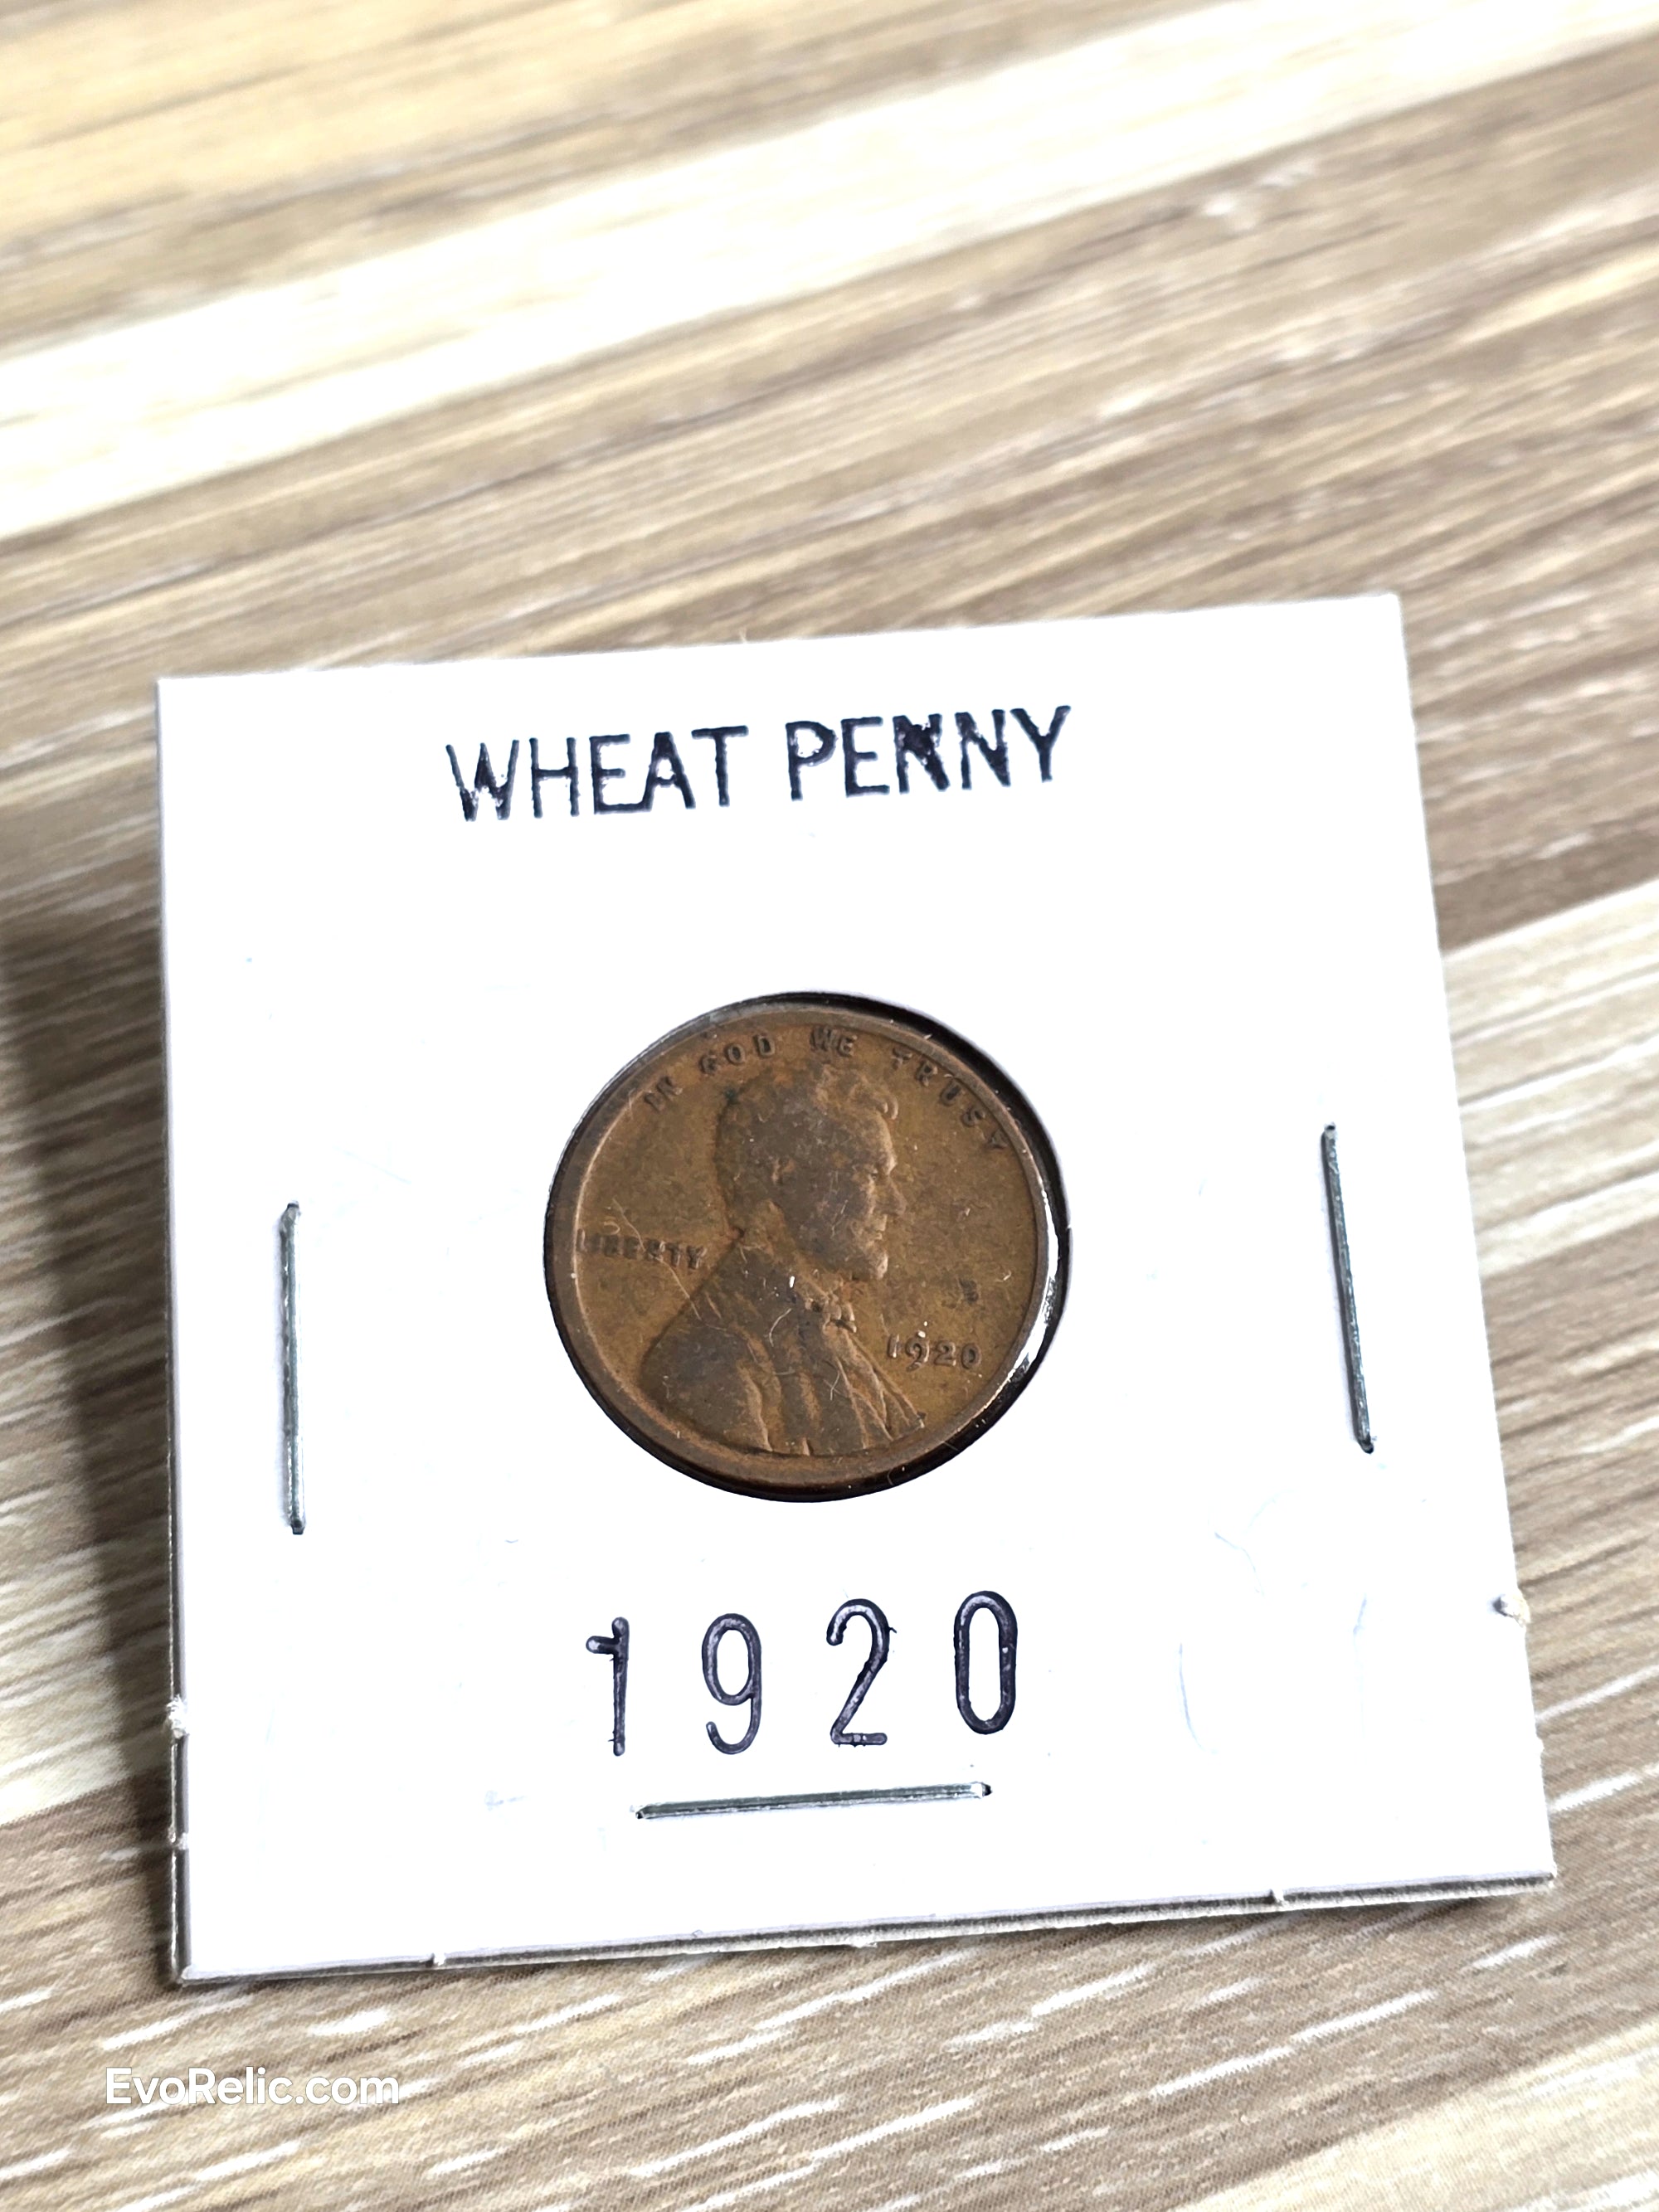 WHEAT PENNY
IN GOD WE TRUST
LIBERTY
1920
1920
EvoRelic.com